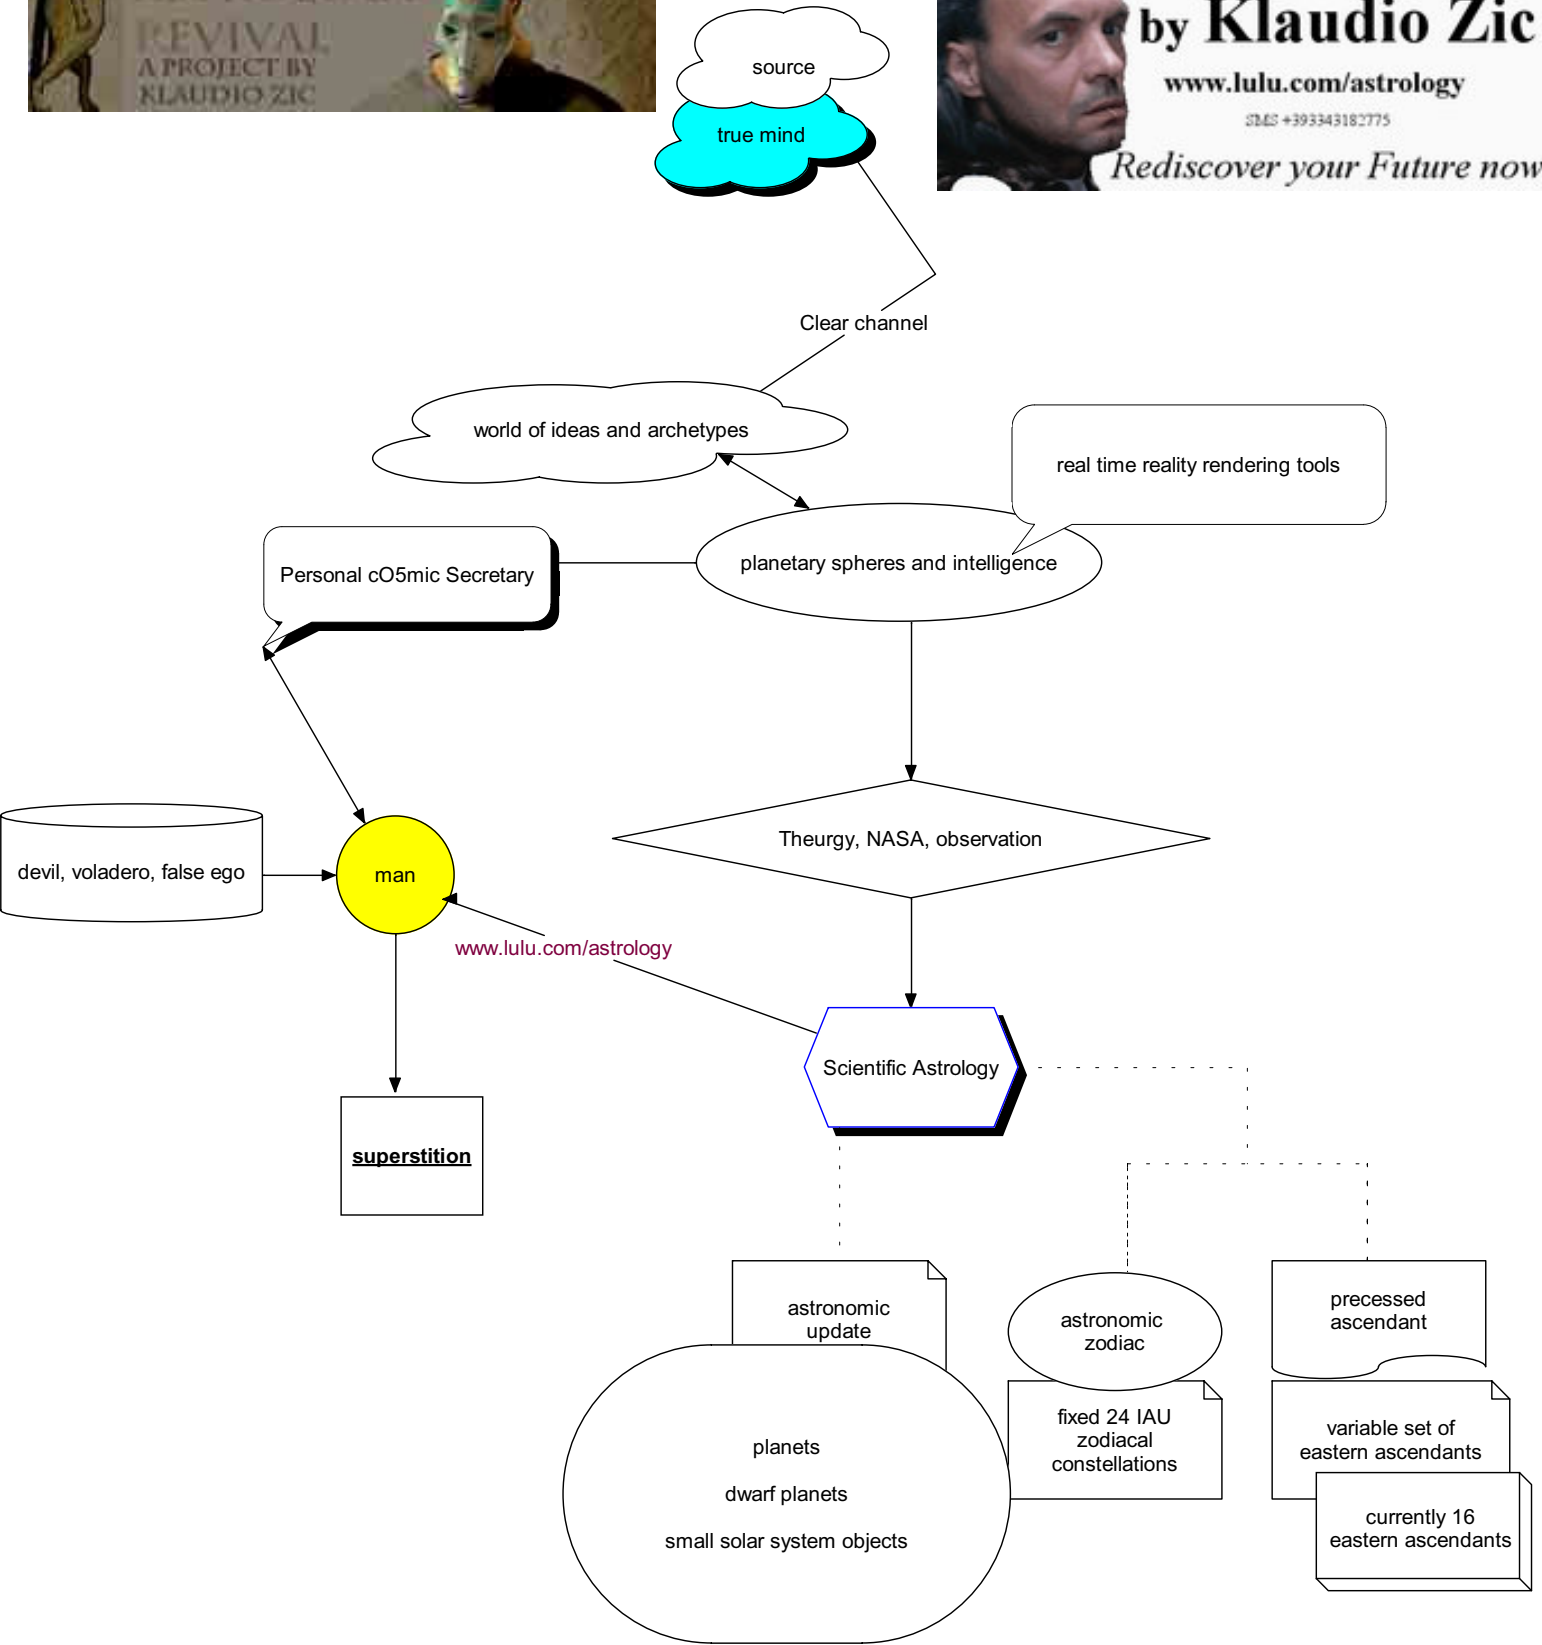 REVIVAL
A PROJECT BY
KLAUDIO ZIC
by Klaudio Zic
www.lulu.com/astrology
SMS +393343182775
Rediscover your Future now
source
true mind
Clear channel
world of ideas and archetypes
real time reality rendering tools
planetary spheres and intelligence
Personal cO5mic Secretary
Theurgy, NASA, observation
devil, voladero, false ego
man
www.lulu.com/astrology
Scientific Astrology
superstition
astronomic
update
astronomic
zodiac
precessed
ascendant
fixed 24 IAU
zodiacal
constellations
variable set of
eastern ascendants
planets
dwarf planets
small solar system objects
currently 16
eastern ascendants